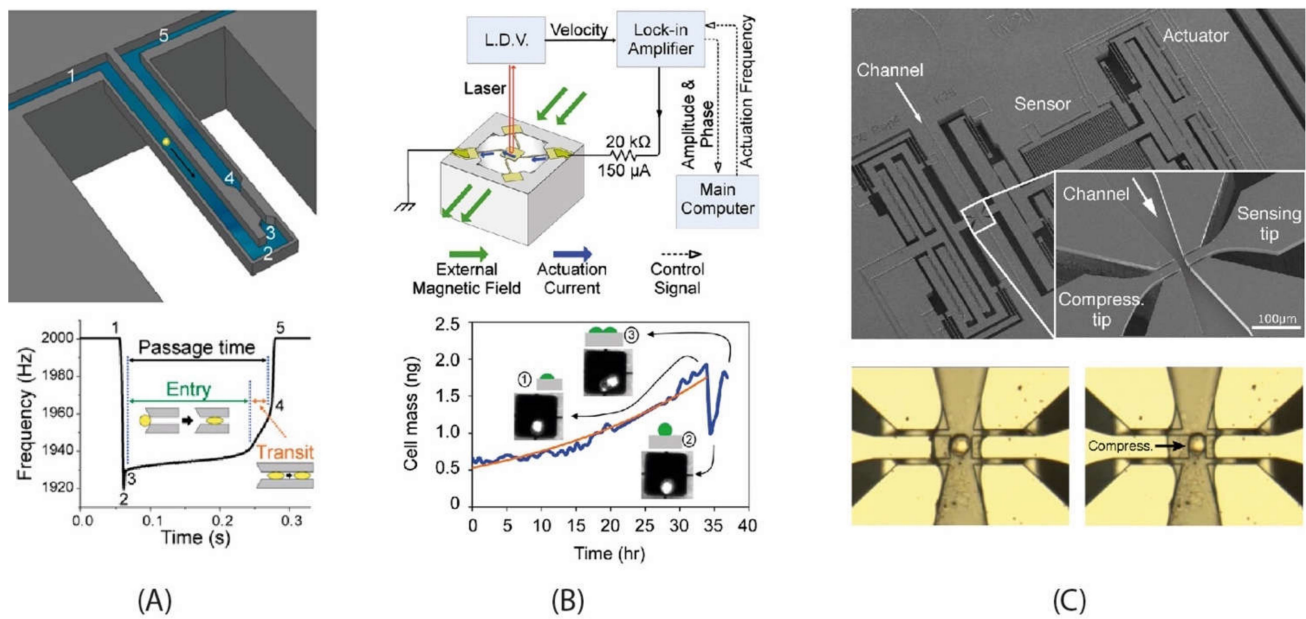 1
5
4
3
2
Frequency (Hz)
2000
1980
1960
1940
1920
1
5
Passage time
Entry
4
Transit
3
2
0.0
0.1
0.2
0.3
Time (s)
(A)
L.D.V.
Velocity
Lock-in
Amplifier
Laser
Amplitude &
Phase
Actuation Frequency
20 kΩ
150 µA
Main
Computer
External
Magnetic Field
Actuation
Current
Control
Signal
Cell mass (ng)
2.5
2.0
1.5
1.0
0.5
0
①
③
②
0
5
10
15
20
25
30
35
40
Time (hr)
(B)
Channel
Sensor
Actuator
Channel
Sensing
tip
Compress.
tip
100µm
Compress.
(C)